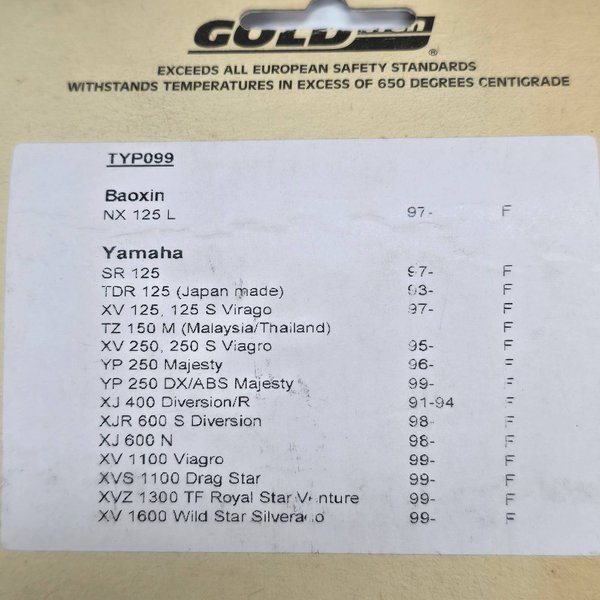 GOLD fren
®
EXCEEDS ALL EUROPEAN SAFETY STANDARDS
WITHSTANDS TEMPERATURES IN EXCESS OF 650 DEGREES CENTIGRADE
TYP099
Baoxin
NX 125 L 97- F
Yamaha
SR 125 97- F
TDR 125 (Japan made) 93- F
XV 125, 125 S Virago 97- F
TZ 150 M (Malaysia/Thailand) F
XV 250, 250 S Viagro 95- F
YP 250 Majesty 96- F
YP 250 DX/ABS Majesty 99- F
XJ 400 Diversion/R 91-94 F
XJR 600 S Diversion 98- F
XJ 600 N 98- F
XV 1100 Viagro 99- F
XVS 1100 Drag Star 99- F
XVZ 1300 TF Royal Star Venture 99- F
XV 1600 Wild Star Silverado 99- F